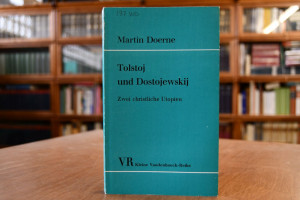 Martin Doerne
Tolstoj
und Dostojewskij
Zwei christliche Utopien
VR Kleine Vandenhoeck-Reihe